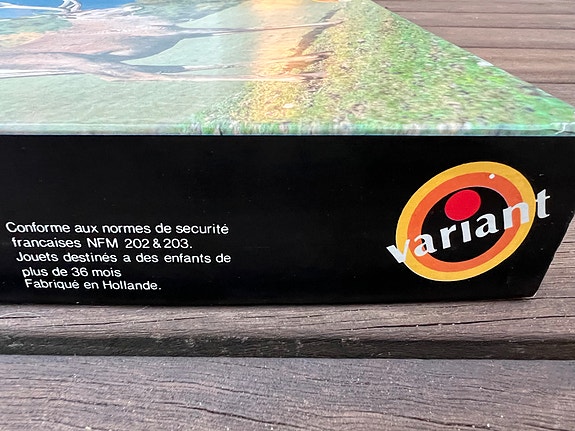 Conforme aux normes de securité
francaises NFM 202 & 203.
Jouets destinés a des enfants de
plus de 36 mois
Fabriqué en Hollande.
variant